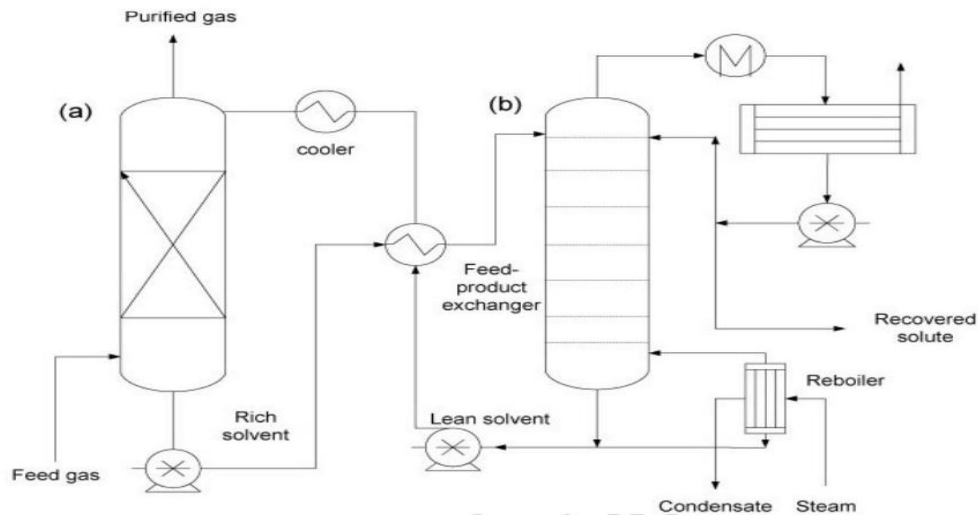 Purified gas
(a)
cooler
(b)
Feed-
product
exchanger
Recovered
solute
Reboiler
Rich
solvent
Lean solvent
Feed gas
Condensate
Steam